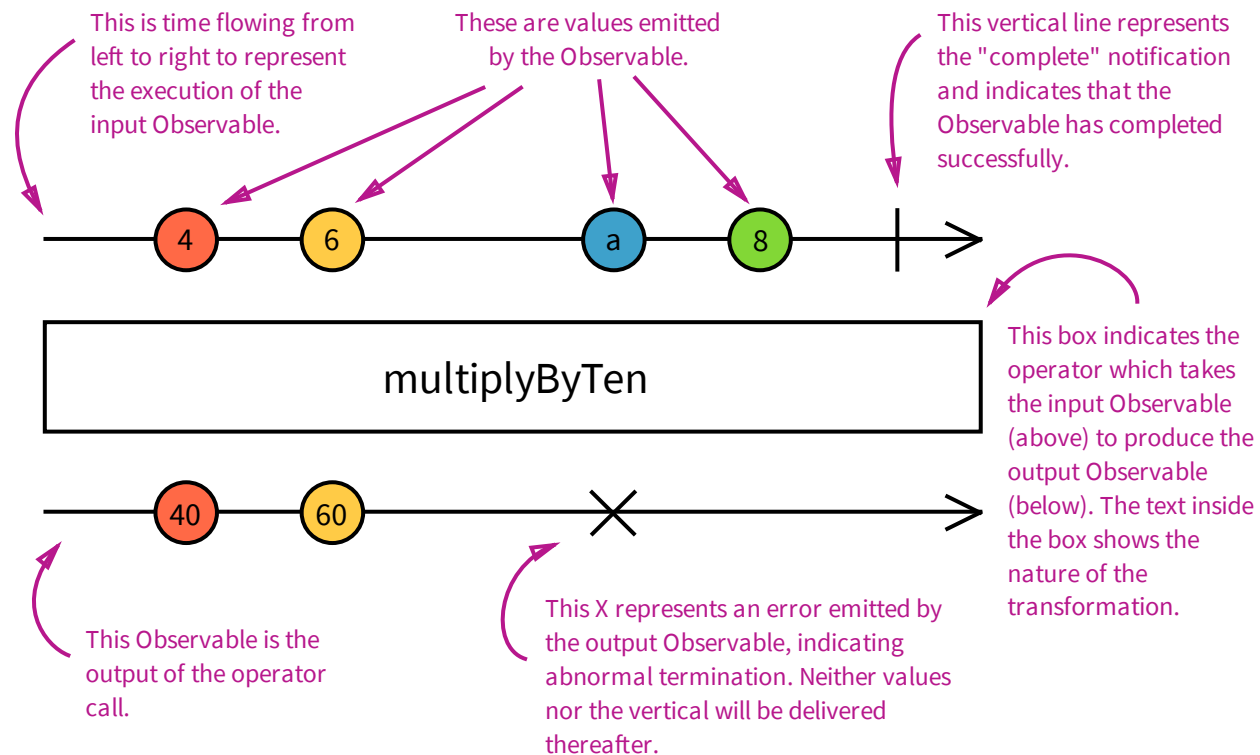 This is time flowing from
left to right to represent
the execution of the
input Observable.
These are values emitted
by the Observable.
This vertical line represents
the "complete" notification
and indicates that the
Observable has completed
successfully.
4
6
a
8
multiplyByTen
This box indicates the
operator which takes
the input Observable
(above) to produce the
output Observable
(below). The text inside
the box shows the
nature of the
transformation.
40
60
This Observable is the
output of the operator
call.
This X represents an error emitted by
the output Observable, indicating
abnormal termination. Neither values
nor the vertical will be delivered
thereafter.